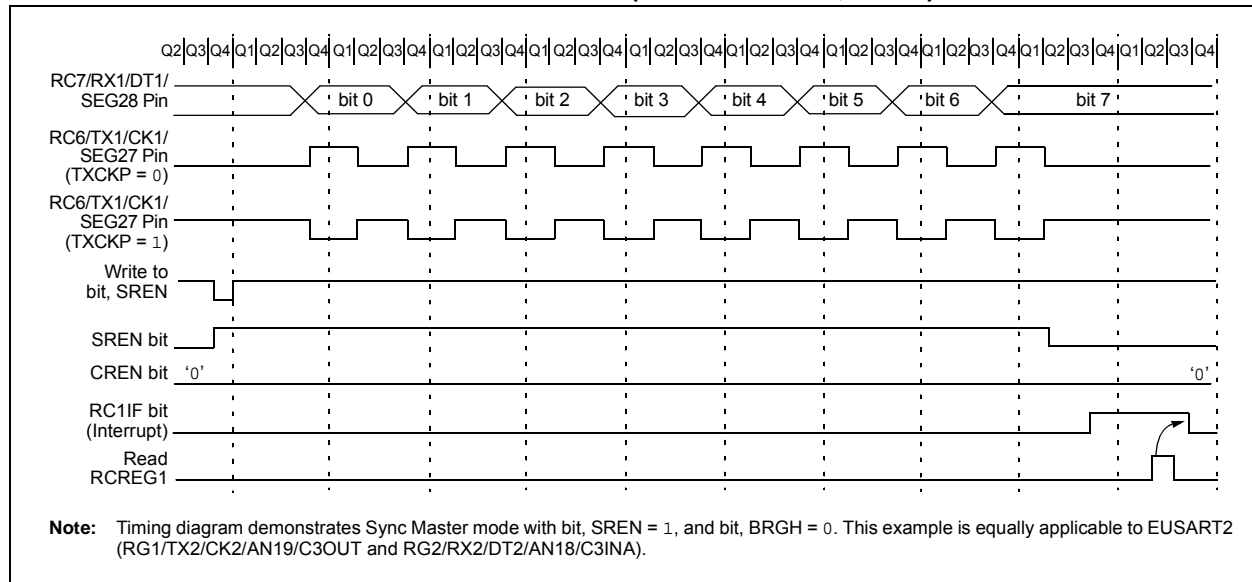 Q2 Q3 Q4 Q1 Q2 Q3 Q4 Q1 Q2 Q3 Q4 Q1 Q2 Q3 Q4 Q1 Q2 Q3 Q4 Q1 Q2 Q3 Q4 Q1 Q2 Q3 Q4 Q1 Q2 Q3 Q4 Q1 Q2 Q3 Q4 Q1 Q2 Q3 Q4 Q1 Q2 Q3 Q4
RC7/RX1/DT1/
SEG28 Pin
bit 0 bit 1 bit 2 bit 3 bit 4 bit 5 bit 6 bit 7
RC6/TX1/CK1/
SEG27 Pin
(TXCKP = 0)
RC6/TX1/CK1/
SEG27 Pin
(TXCKP = 1)
Write to
bit, SREN
SREN bit
CREN bit '0' '0'
RC1IF bit
(Interrupt)
Read
RCREG1
Note: Timing diagram demonstrates Sync Master mode with bit, SREN = 1, and bit, BRGH = 0. This example is equally applicable to EUSART2
(RG1/TX2/CK2/AN19/C3OUT and RG2/RX2/DT2/AN18/C3INA).